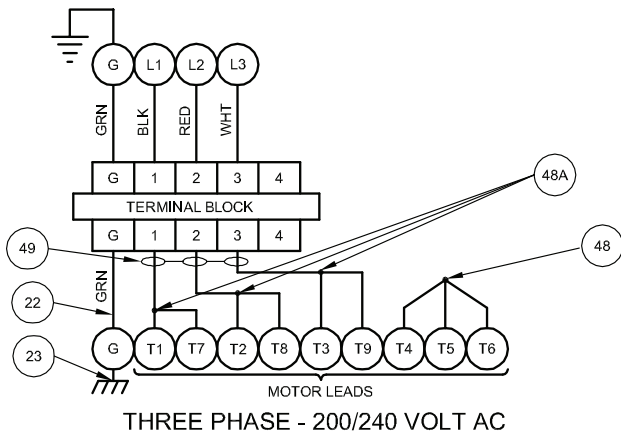 G L1 L2 L3
GRN BLK RED WHT
G 1 2 3 4
TERMINAL BLOCK
G 1 2 3 4
48A
49
48
GRN
22
23
G T1 T7 T2 T8 T3 T9 T4 T5 T6
MOTOR LEADS
THREE PHASE - 200/240 VOLT AC